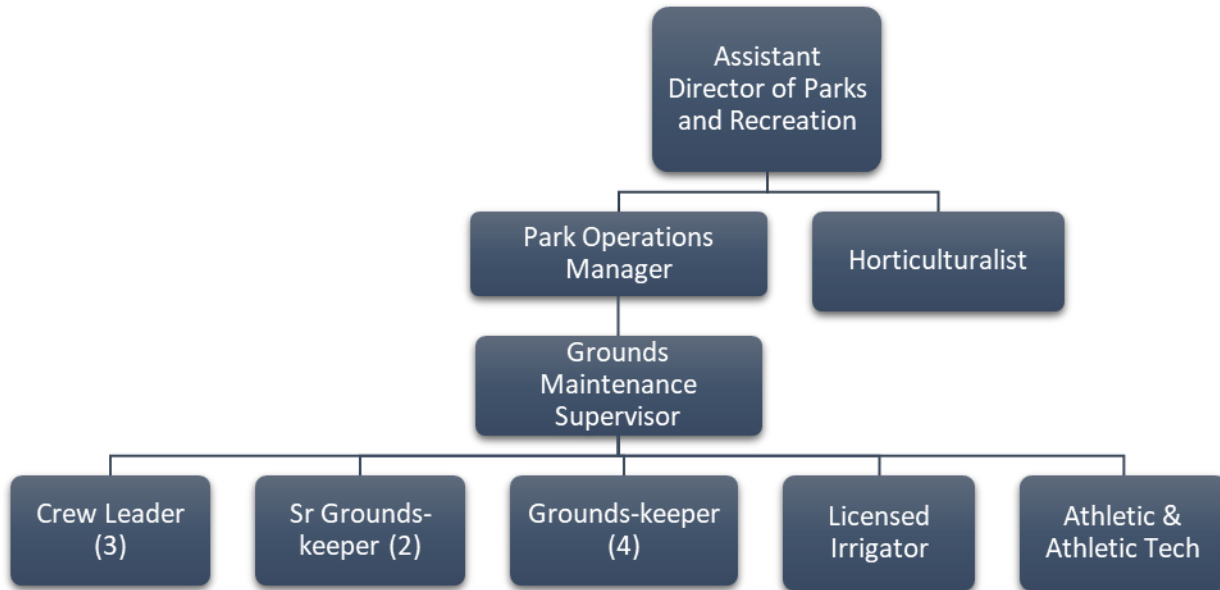 Assistant
Director of Parks
and Recreation
Park Operations
Manager
Horticulturalist
Grounds
Maintenance
Supervisor
Crew Leader
(3)
Sr Grounds-
keeper (2)
Grounds-keeper
(4)
Licensed
Irrigator
Athletic &
Athletic Tech